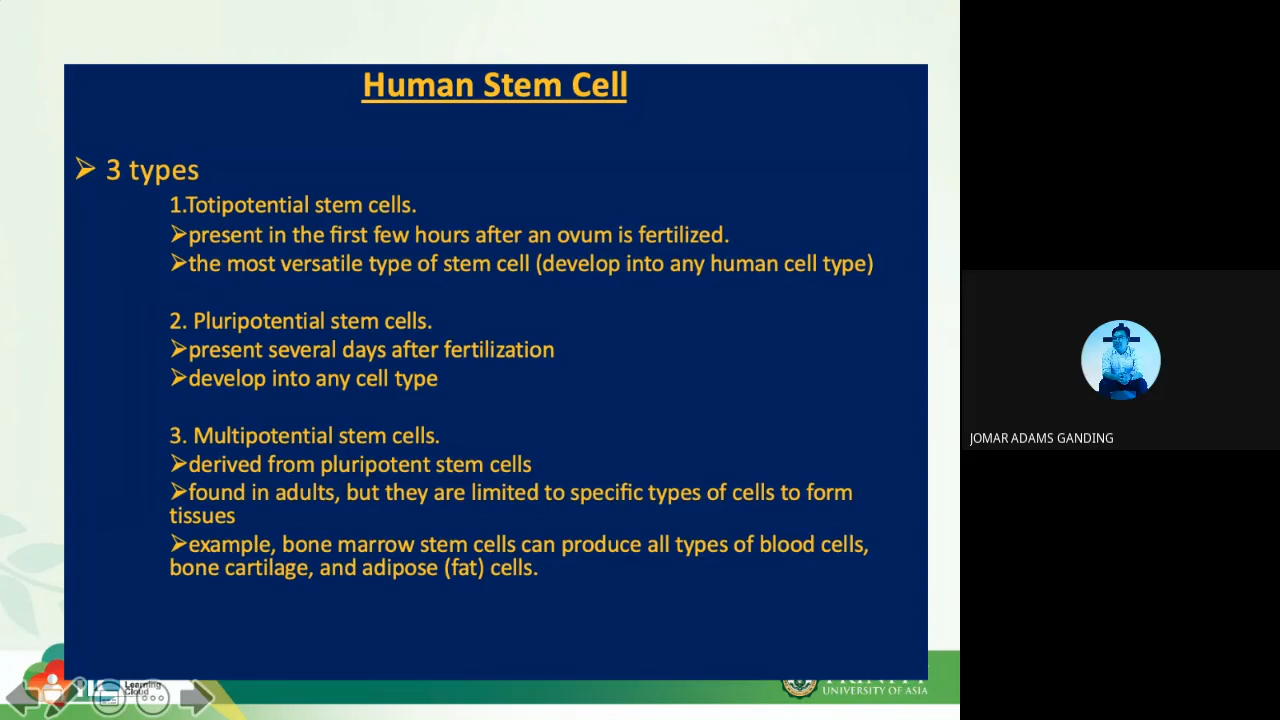 Human Stem Cell
➢ 3 types
1.Totipotential stem cells.
➢present in the first few hours after an ovum is fertilized.
➢the most versatile type of stem cell (develop into any human cell type)
2. Pluripotential stem cells.
➢present several days after fertilization
➢develop into any cell type
3. Multipotential stem cells.
➢derived from pluripotent stem cells
➢found in adults, but they are limited to specific types of cells to form
tissues
➢example, bone marrow stem cells can produce all types of blood cells,
bone cartilage, and adipose (fat) cells.
JOMAR ADAMS GANDING
Learning
Cloud
TRINITY
UNIVERSITY OF ASIA